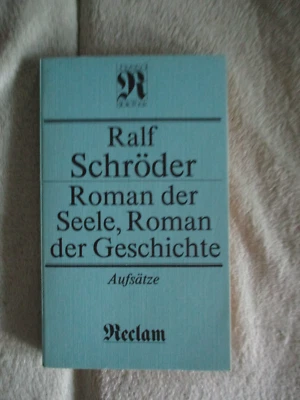 Ralf
Schröder
Roman der
Seele, Roman
der Geschichte
Aufsätze
Reclam